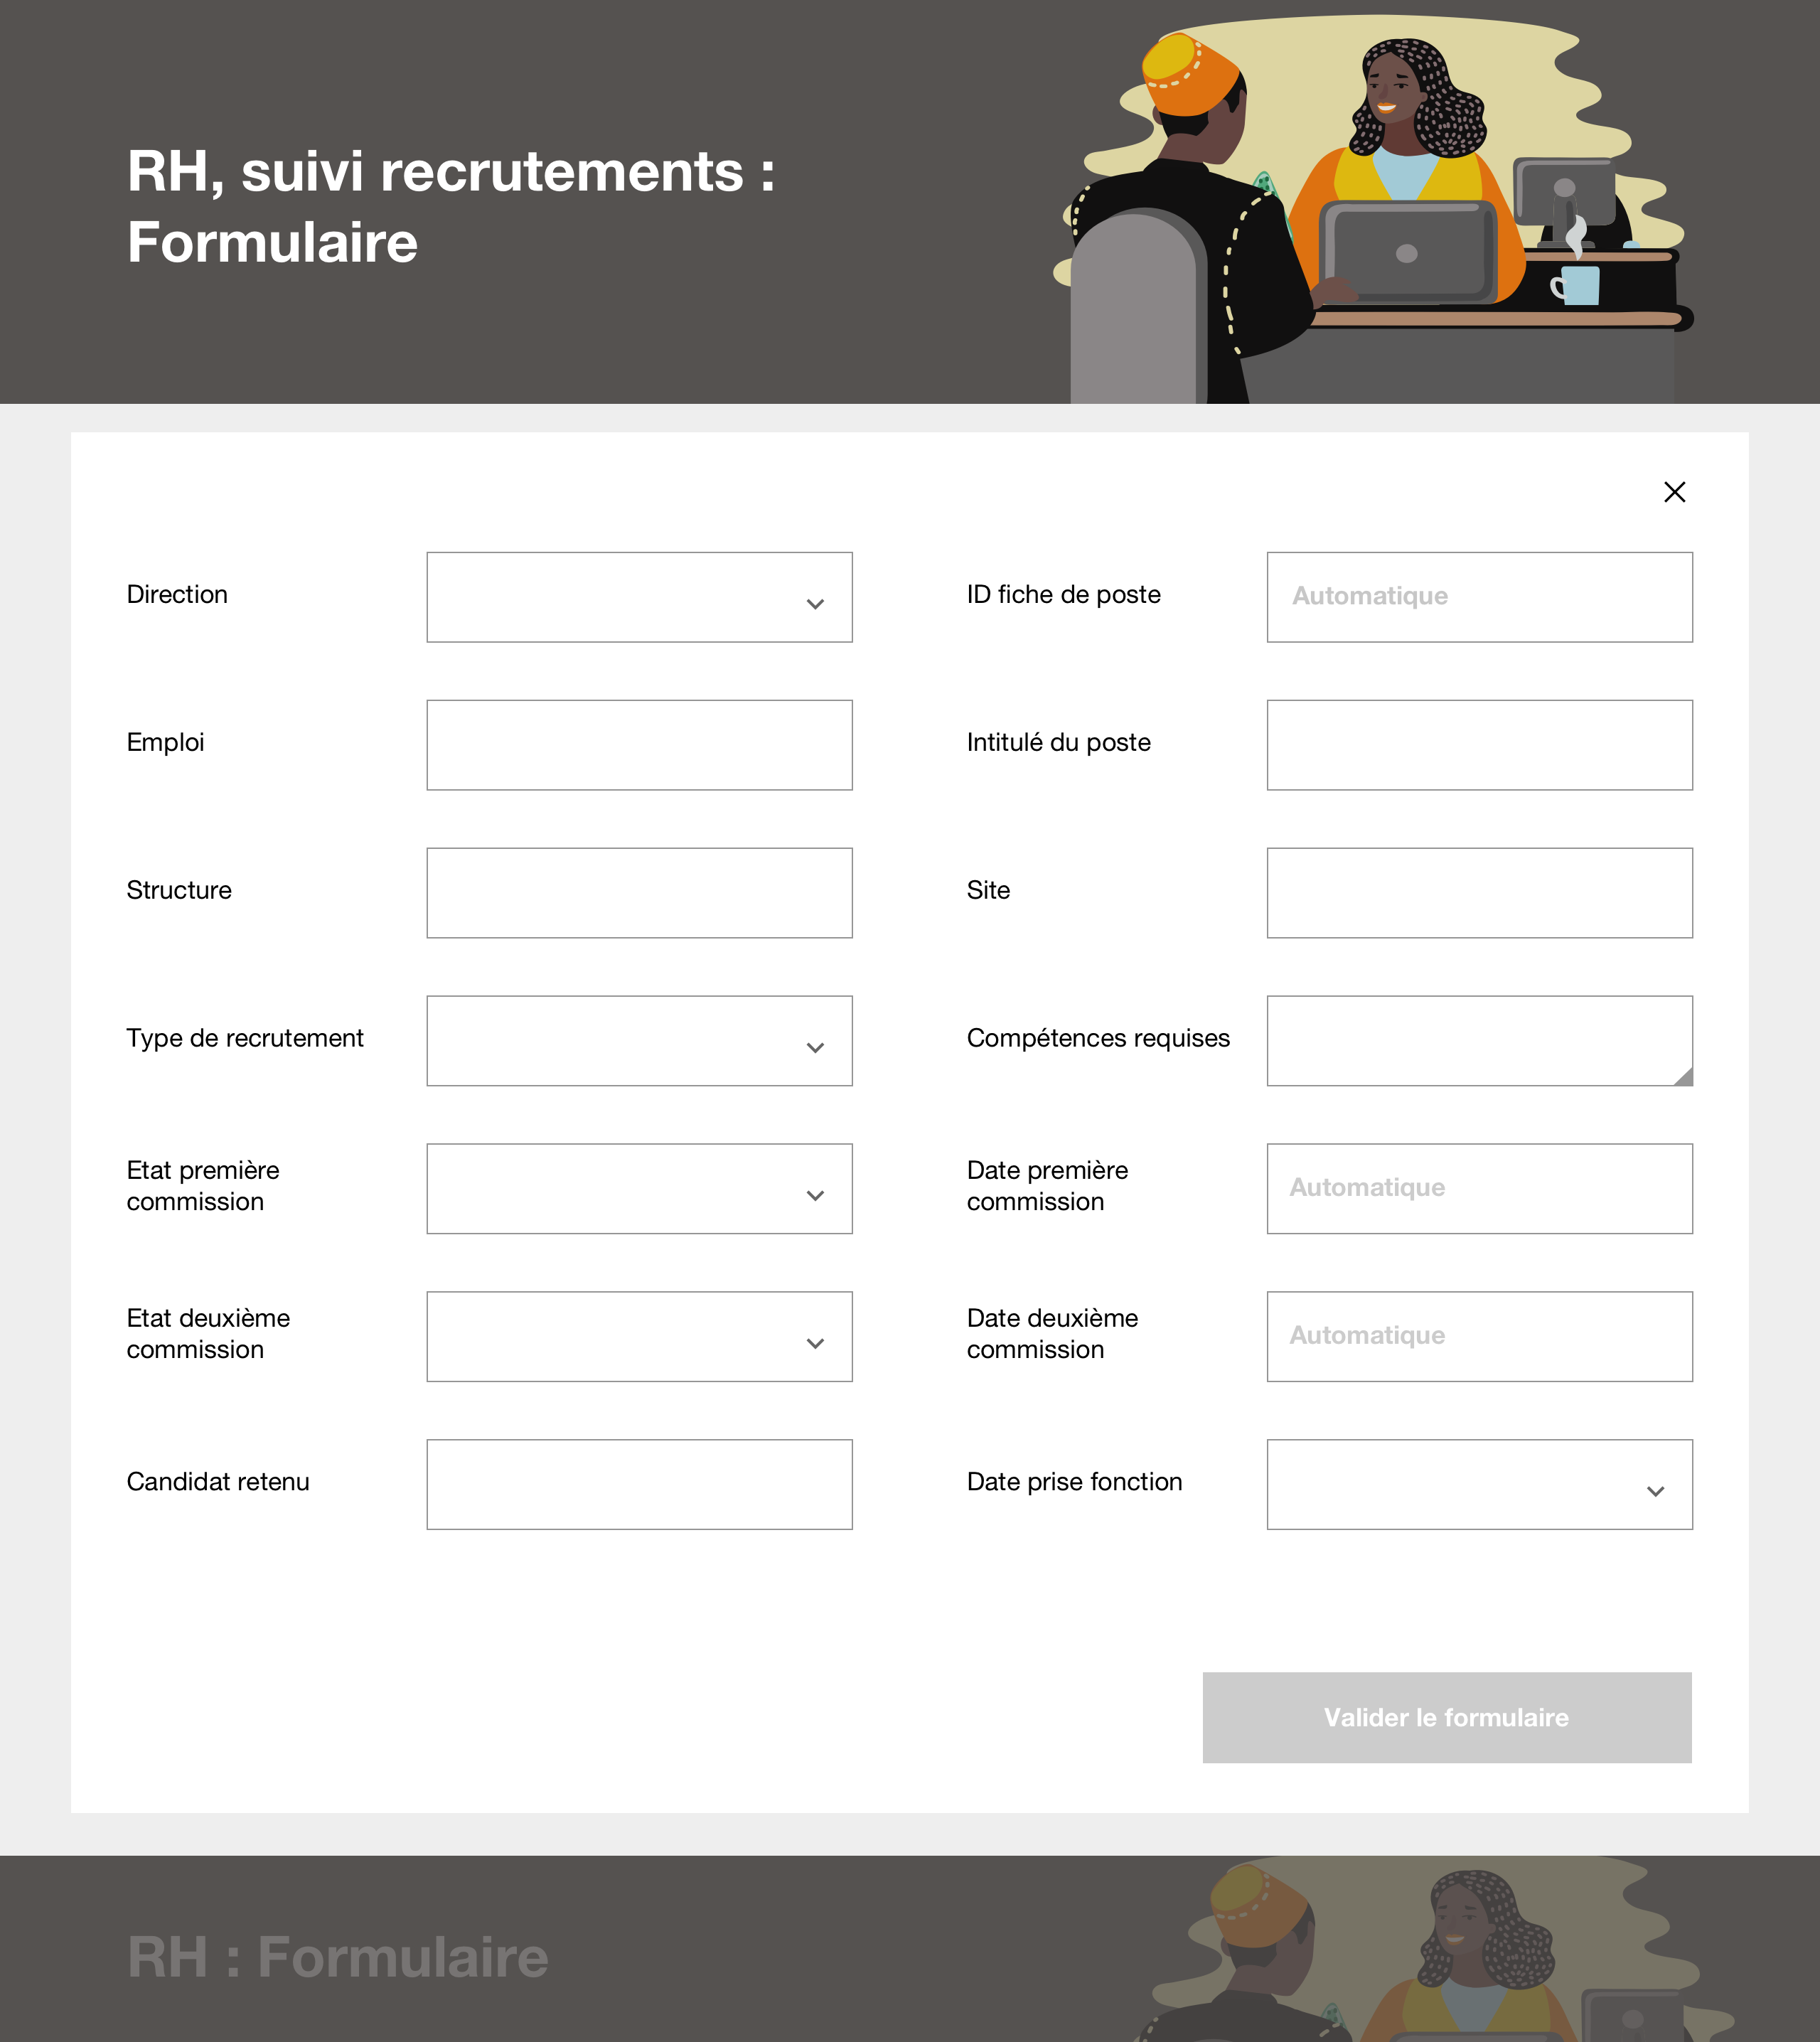 RH, suivi recrutements :
Formulaire
Direction
ID fiche de poste
Automatique
Emploi
Intitulé du poste
Structure
Site
Type de recrutement
Compétences requises
Etat première
commission
Date première
commission
Automatique
Etat deuxième
commission
Date deuxième
commission
Automatique
Candidat retenu
Date prise fonction
Valider le formulaire
RH : Formulaire